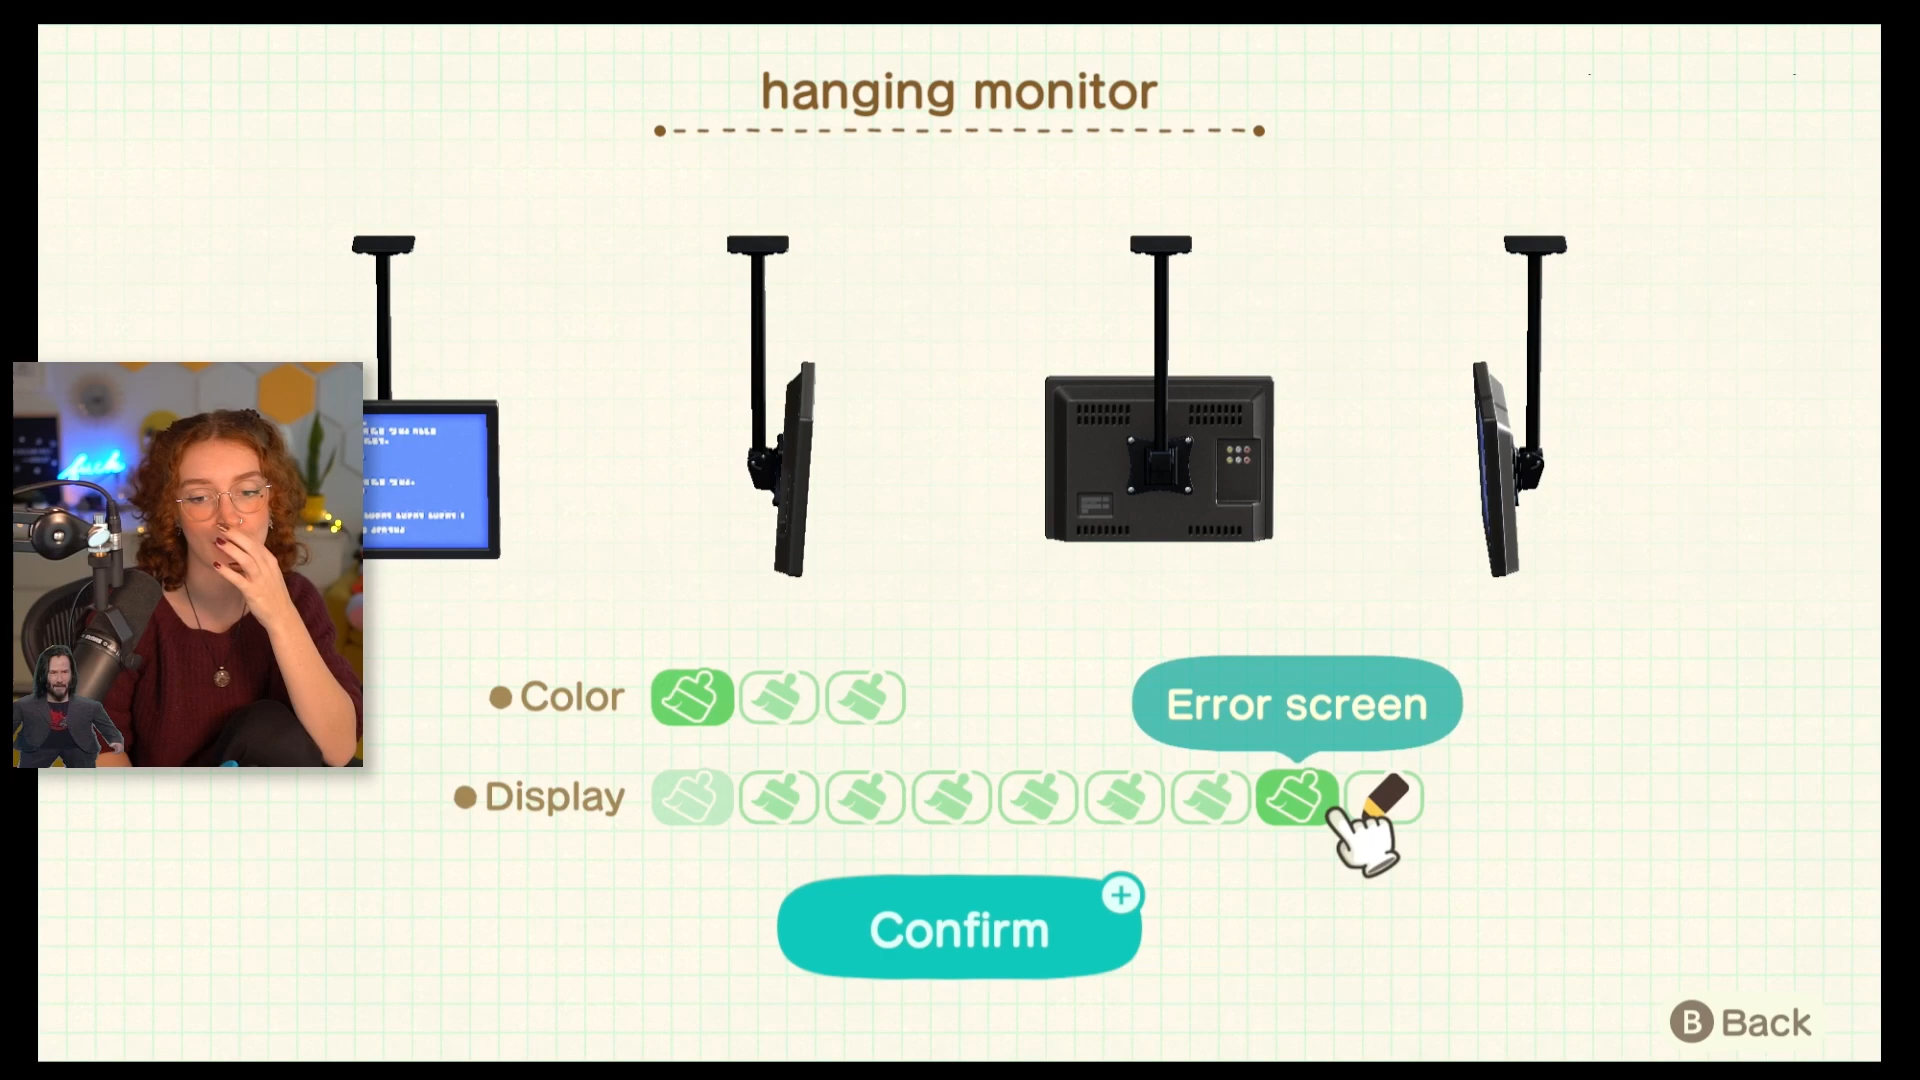 hanging monitor
Color
Error screen
Display
Confirm
B Back